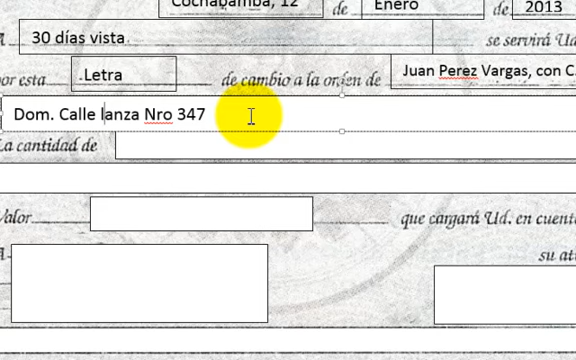 Cochabamba, 12 de Enero de 2013
A 30 días vista se servirá Ud
por esta Letra de cambio a la orden de Juan Perez Vargas, con C.
Dom. Calle lanza Nro 347
La cantidad de
Valor que cargará Ud. en cuent
A su at